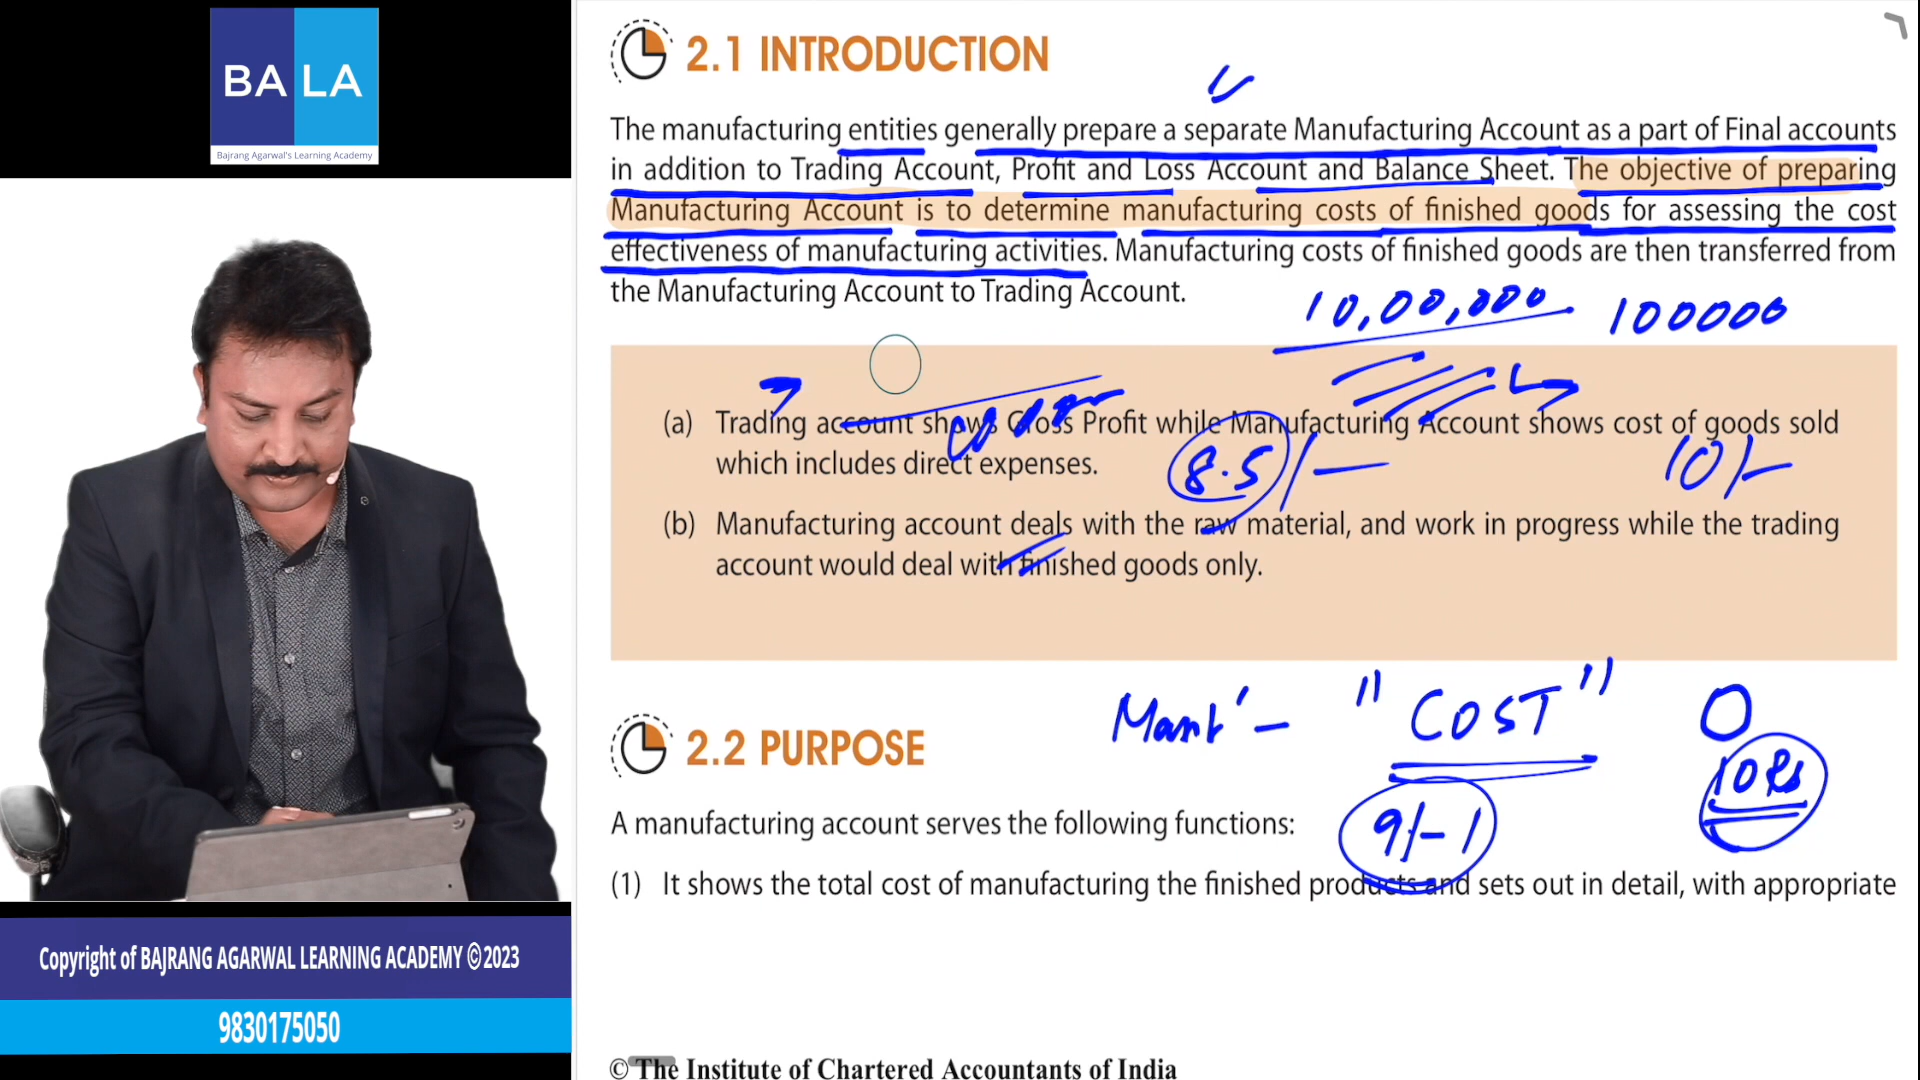 BALA
Bajrang Agarwal's Learning Academy
Copyright of BAJRANG AGARWAL LEARNING ACADEMY ©2023
9830175050
2.1 INTRODUCTION
The manufacturing entities generally prepare a separate Manufacturing Account as a part of Final accounts
in addition to Trading Account, Profit and Loss Account and Balance Sheet. The objective of preparing
Manufacturing Account is to determine manufacturing costs of finished goods for assessing the cost
effectiveness of manufacturing activities. Manufacturing costs of finished goods are then transferred from
the Manufacturing Account to Trading Account.
10,00,000 100000
(a) Trading account shows Gross Profit while Manufacturing Account shows cost of goods sold
which includes direct expenses.
8.5/- 10/-
(b) Manufacturing account deals with the raw material, and work in progress while the trading
account would deal with finished goods only.
"COST"
10 Rs
2.2 PURPOSE
9/-
A manufacturing account serves the following functions:
(1) It shows the total cost of manufacturing the finished products and sets out in detail, with appropriate
© The Institute of Chartered Accountants of India